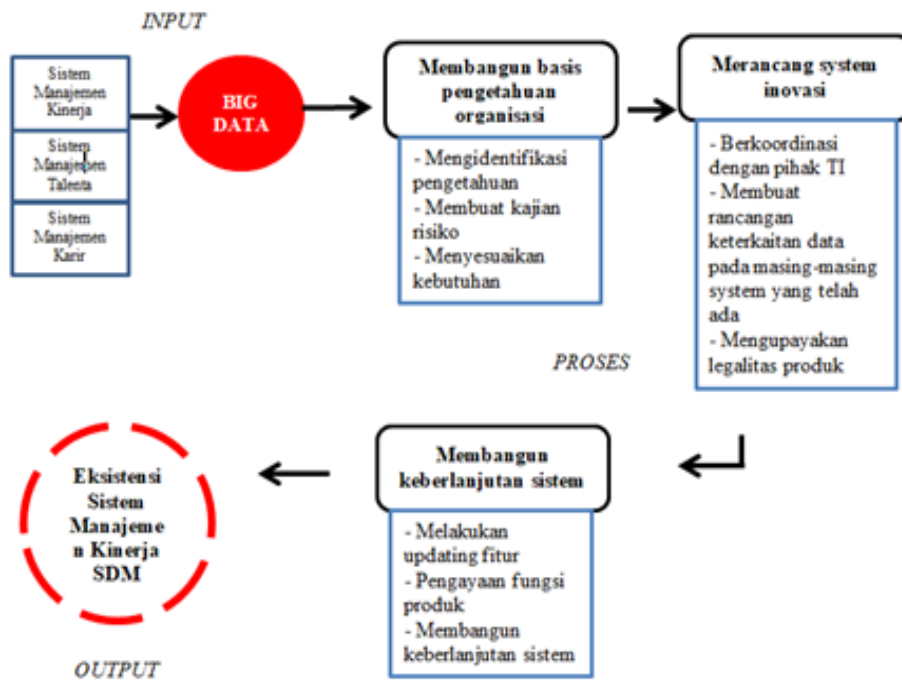 INPUT
Sistem
Manajemen
Kinerja
Sistem
Manajemen
Talenta
Sistem
Manajemen
Karir
BIG
DATA
Membangun basis
pengetahuan
organisasi
- Mengidentifikasi
pengetahuan
- Membuat kajian
risiko
- Menyesuaikan
kebutuhan
Merancang system
inovasi
- Berkoordinasi
dengan pihak TI
- Membuat
rancangan
keterkaitan data
pada masing-masing
system yang telah
ada
- Mengupayakan
legalitas produk
PROSES
Membangun
keberlanjutan sistem
- Melakukan
updating fitur
- Pengayaan fungsi
produk
- Membangun
keberlanjutan sistem
Eksistensi
Sistem
Manajeme
n Kinerja
SDM
OUTPUT